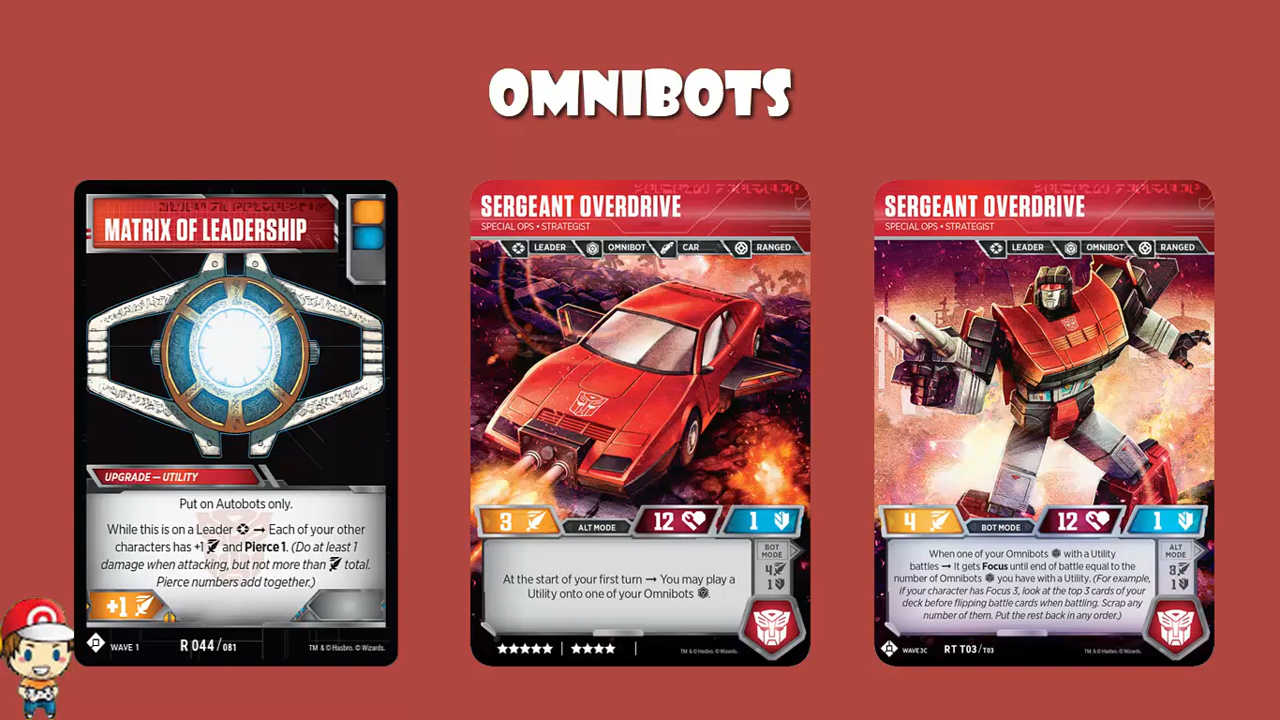 OMNIBOTS
MATRIX OF LEADERSHIP
UPGRADE – UTILITY
Put on Autobots only.
While this is on a Leader → Each of your other
characters has +1 and Pierce 1. (Do at least 1
damage when attacking, but not more than total.
Pierce numbers add together.)
+1
WAVE 1 R 044/081 TM & © Hasbro. © Wizards.
SERGEANT OVERDRIVE
SPECIAL OPS • STRATEGIST
LEADER OMNIBOT CAR RANGED
3 ALT MODE 12 1
At the start of your first turn → You may play a
Utility onto one of your Omnibots .
BOT
MODE
4
1
TM & © Hasbro. © Wizards.
SERGEANT OVERDRIVE
SPECIAL OPS • STRATEGIST
LEADER OMNIBOT RANGED
4 BOT MODE 12 1
When one of your Omnibots with a Utility
battles → It gets Focus until end of battle equal to the
number of Omnibots you have with a Utility. (For example,
if your character has Focus 3, look at the top 3 cards of your
deck before flipping battle cards when battling. Scrap any
number of them. Put the rest back in any order.)
ALT
MODE
3
1
WAVE 3C RT T03/T03 TM & © Hasbro. © Wizards.